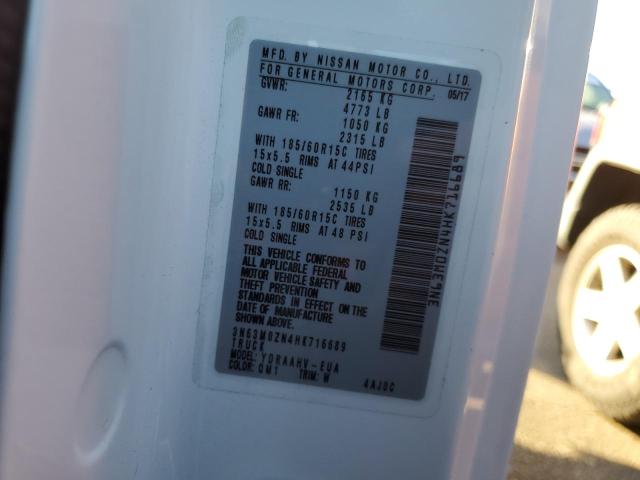 MFD. BY NISSAN MOTOR CO., LTD.
FOR GENERAL MOTORS CORP. 05/17
GVWR: 2165 KG
4773 LB
GAWR FR: 1050 KG
2315 LB
WITH 185/60R15C TIRES
15x5.5 RIMS AT 44PSI
COLD SINGLE
GAWR RR: 1150 KG
2535 LB
WITH 185/60R15C TIRES
15x5.5 RIMS AT 48 PSI
COLD SINGLE
THIS VEHICLE CONFORMS TO
ALL APPLICABLE FEDERAL
MOTOR VEHICLE SAFETY AND
THEFT PREVENTION
STANDARDS IN EFFECT ON THE
DATE OF MANUFACTURE
3N63M0ZN4HK716689
TRUCK
YDRAAHV-EUA
COLOR: QM1 TRIM: W 4AJ0C
3N63M0ZN4HK716689